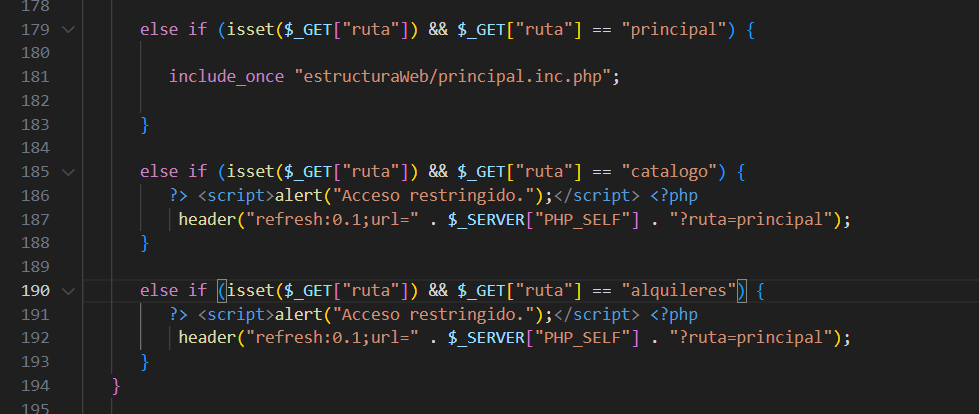 178
179 else if (isset($_GET["ruta"]) && $_GET["ruta"] == "principal") {
180
181 include_once "estructuraWeb/principal.inc.php";
182
183 }
184
185 else if (isset($_GET["ruta"]) && $_GET["ruta"] == "catalogo") {
186 ?> <script>alert("Acceso restringido.");</script> <?php
187 header("refresh:0.1;url=" . $_SERVER["PHP_SELF"] . "?ruta=principal");
188 }
189
190 else if (isset($_GET["ruta"]) && $_GET["ruta"] == "alquileres") {
191 ?> <script>alert("Acceso restringido.");</script> <?php
192 header("refresh:0.1;url=" . $_SERVER["PHP_SELF"] . "?ruta=principal");
193 }
194 }
195